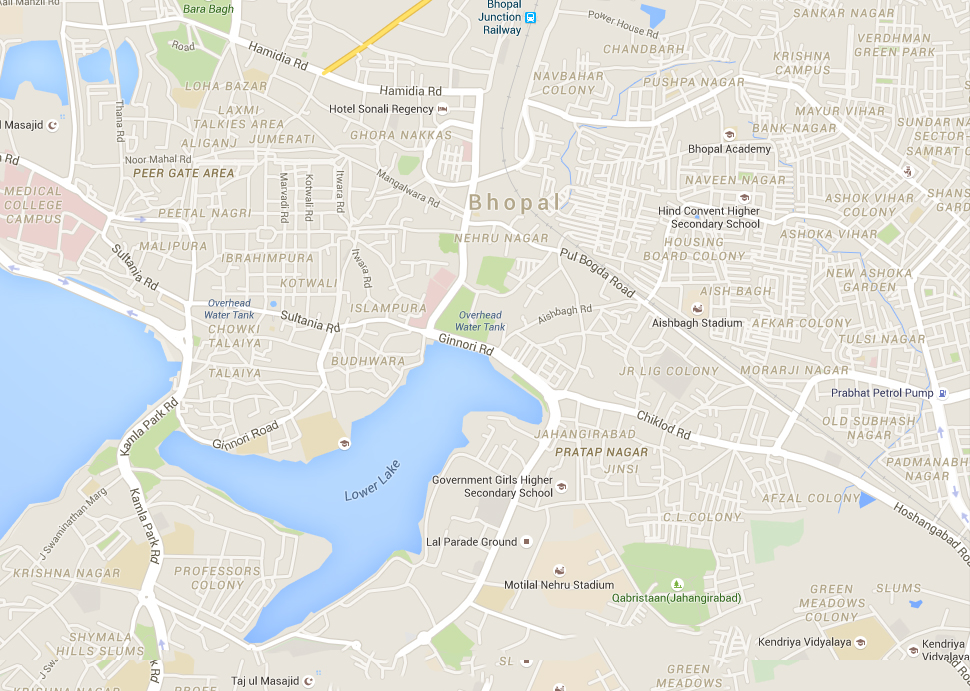 Bara Bagh
Road
Hamidia Rd
Bhopal
Junction
Railway
Power House Rd
SANKAR NAGAR
VERDHMAN
GREEN PARK
CHANDBARH
KRISHNA
CAMPUS
NAVBAHAR
COLONY
PUSHPA NAGAR
LOHA BAZAR
Hamidia Rd
Hotel Sonali Regency
LAXMI
TALKIES AREA
ALIGANJ
JUMERATI
GHORA NAKKAS
Thana Rd
l Masajid
MAYUR VIHAR
BANK NAGAR
SUNDAR NA
SECTOR
SAMRAT C
Bhopal Academy
Rd
Noor Mahal Rd
PEER GATE AREA
Marvadi Rd
Kotwali Rd
Itwara Rd
Mangalwara Rd
MEDICAL
COLLEGE
CAMPUS
PEETAL NAGRI
Bhopal
NAVEEN NAGAR
Hind Convent Higher
Secondary School
ASHOK VIHAR
COLONY
SHANS
GARDEN
ASHOKA VIHAR
MALIPURA
IBRAHIMPURA
KOTWALI
Sultania Rd
Itwara Rd
NEHRU NAGAR
Pul Bogda Road
HOUSING
BOARD COLONY
NEW ASHOKA
GARDEN
AISH BAGH
Aishbagh Stadium
AFKAR COLONY
Overhead
Water Tank
CHOWKI
TALAIYA
Sultania Rd
ISLAMPURA
Overhead
Water Tank
Aishbagh Rd
Ginnori Rd
TULSI NAGAR
TALAIYA
BUDHWARA
JR LIG COLONY
MORARJI NAGAR
Prabhat Petrol Pump
Kamla Park Rd
Ginnori Road
Chiklod Rd
OLD SUBHASH
NAGAR
JAHANGIRABAD
PRATAP NAGAR
JINSI
Lower Lake
Government Girls Higher
Secondary School
PADMANABH
NAGAR
AFZAL COLONY
J Swaminathan Marg
Kamla Park Rd
C.L.COLONY
Hoshangabad Roa
Lal Parade Ground
KRISHNA NAGAR
PROFESSORS
COLONY
Motilal Nehru Stadium
Qabristaan(Jahangirabad)
GREEN
MEADOWS
COLONY
SLUMS
SHYMALA
HILLS SLUMS
Kendriya Vidyalaya
Kendriya
Vidyalaya
SL
Taj ul Masajid
GREEN
MEADOWS